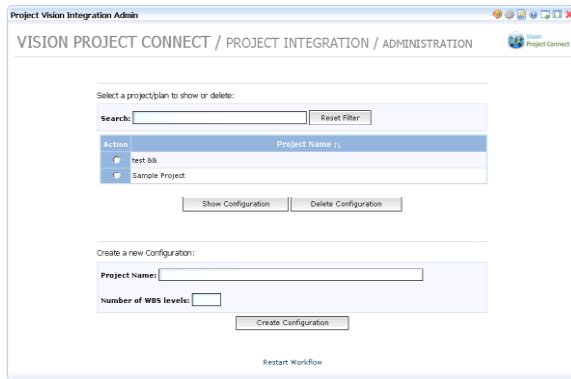 Project Vision Integration Admin
VISION PROJECT CONNECT / PROJECT INTEGRATION / ADMINISTRATION
Vision
Project Connect
Select a project/plan to show or delete:
Search: Reset Filter
Action Project Name ↑↓
test &&
Sample Project
Show Configuration Delete Configuration
Create a new Configuration:
Project Name:
Number of WBS levels:
Create Configuration
Restart Workflow